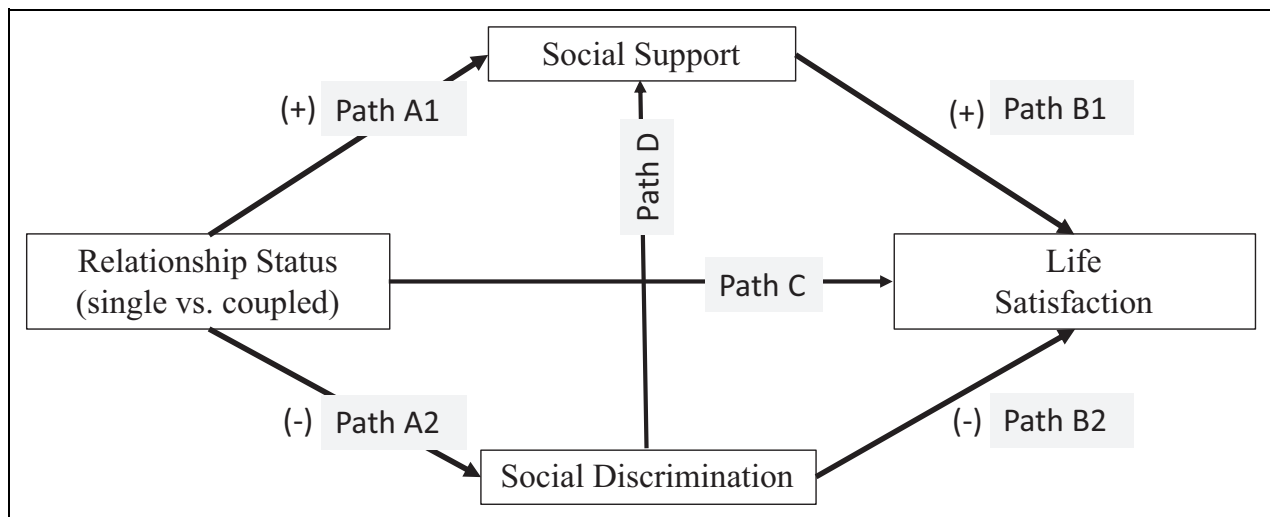 Social Support
(+) Path A1
(+) Path B1
Path D
Relationship Status
(single vs. coupled)
Path C
Life
Satisfaction
(-) Path A2
(-) Path B2
Social Discrimination